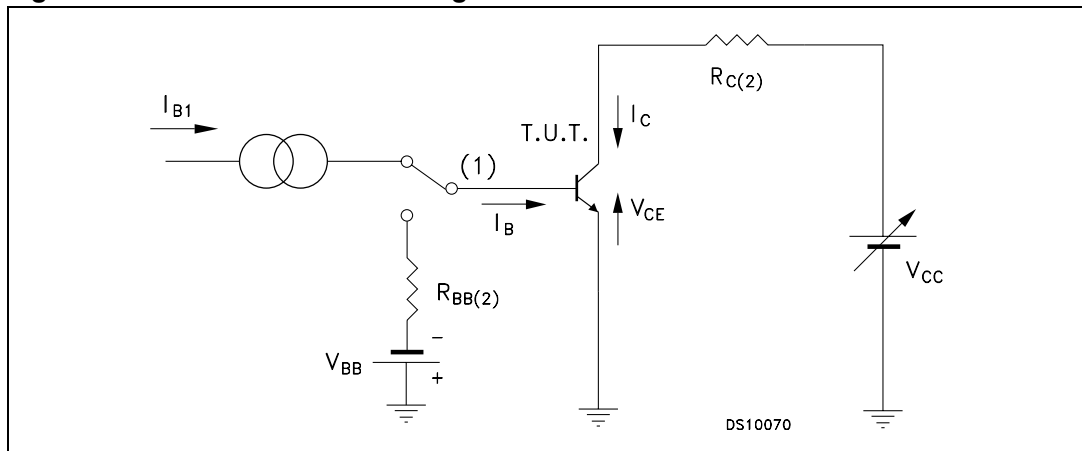 I_B1
(1)
I_B
T.U.T.
I_C
V_CE
R_C(2)
V_CC
R_BB(2)
V_BB
-
+
DS10070